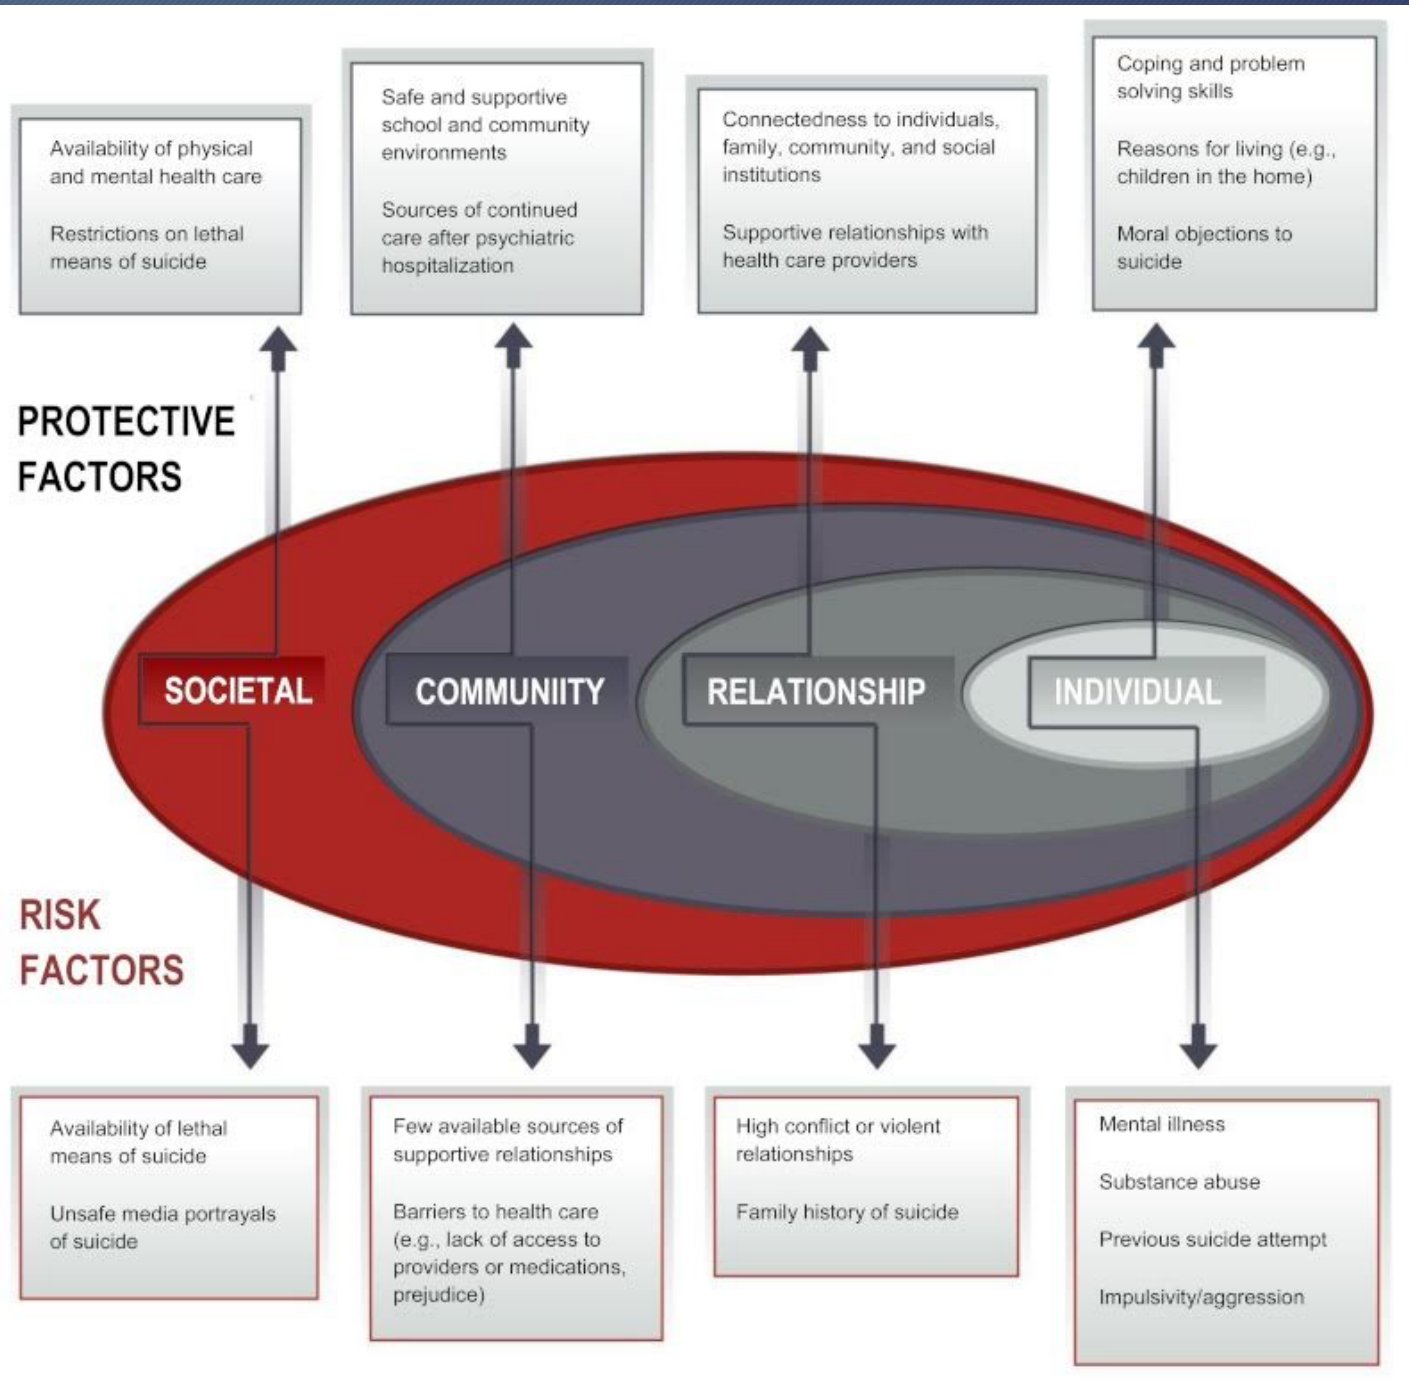 Availability of physical
and mental health care
Restrictions on lethal
means of suicide
Safe and supportive
school and community
environments
Sources of continued
care after psychiatric
hospitalization
Connectedness to individuals,
family, community, and social
institutions
Supportive relationships with
health care providers
Coping and problem
solving skills
Reasons for living (e.g.,
children in the home)
Moral objections to
suicide
PROTECTIVE
FACTORS
SOCIETAL
COMMUNIITY
RELATIONSHIP
INDIVIDUAL
RISK
FACTORS
Availability of lethal
means of suicide
Unsafe media portrayals
of suicide
Few available sources of
supportive relationships
Barriers to health care
(e.g., lack of access to
providers or medications,
prejudice)
High conflict or violent
relationships
Family history of suicide
Mental illness
Substance abuse
Previous suicide attempt
Impulsivity/aggression